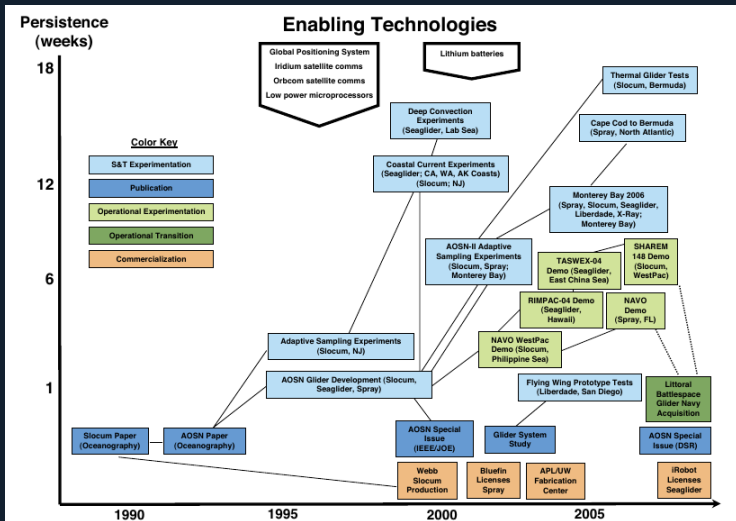 Persistence
(weeks)
Enabling Technologies
Global Positioning System
Iridium satellite comms
Orbcom satellite comms
Low power microprocessors
Lithium batteries
18
12
6
1
Color Key
S&T Experimentation
Publication
Operational Experimentation
Operational Transition
Commercialization
Thermal Glider Tests
(Slocum, Bermuda)
Deep Convection
Experiments
(Seaglider, Lab Sea)
Cape Cod to Bermuda
(Spray, North Atlantic)
Coastal Current Experiments
(Seaglider; CA, WA, AK Coasts)
(Slocum; NJ)
Monterey Bay 2006
(Spray, Slocum, Seaglider,
Liberdade, X-Ray;
Monterey Bay)
AOSN-II Adaptive
Sampling Experiments
(Slocum, Spray;
Monterey Bay)
TASWEX-04
Demo (Seaglider,
East China Sea)
SHAREM
148 Demo
(Slocum,
WestPac)
RIMPAC-04 Demo
(Seaglider,
Hawaii)
NAVO
Demo
(Spray, FL)
NAVO WestPac
Demo (Slocum,
Philippine Sea)
Adaptive Sampling Experiments
(Slocum, NJ)
AOSN Glider Development (Slocum,
Seaglider, Spray)
Flying Wing Prototype Tests
(Liberdade, San Diego)
Littoral
Battlespace
Glider Navy
Acquisition
Slocum Paper
(Oceanography)
AOSN Paper
(Oceanography)
AOSN Special
Issue
(IEEE/JOE)
Glider System
Study
AOSN Special
Issue (DSR)
Webb
Slocum
Production
Bluefin
Licenses
Spray
APL/UW
Fabrication
Center
iRobot
Licenses
Seaglider
1990
1995
2000
2005